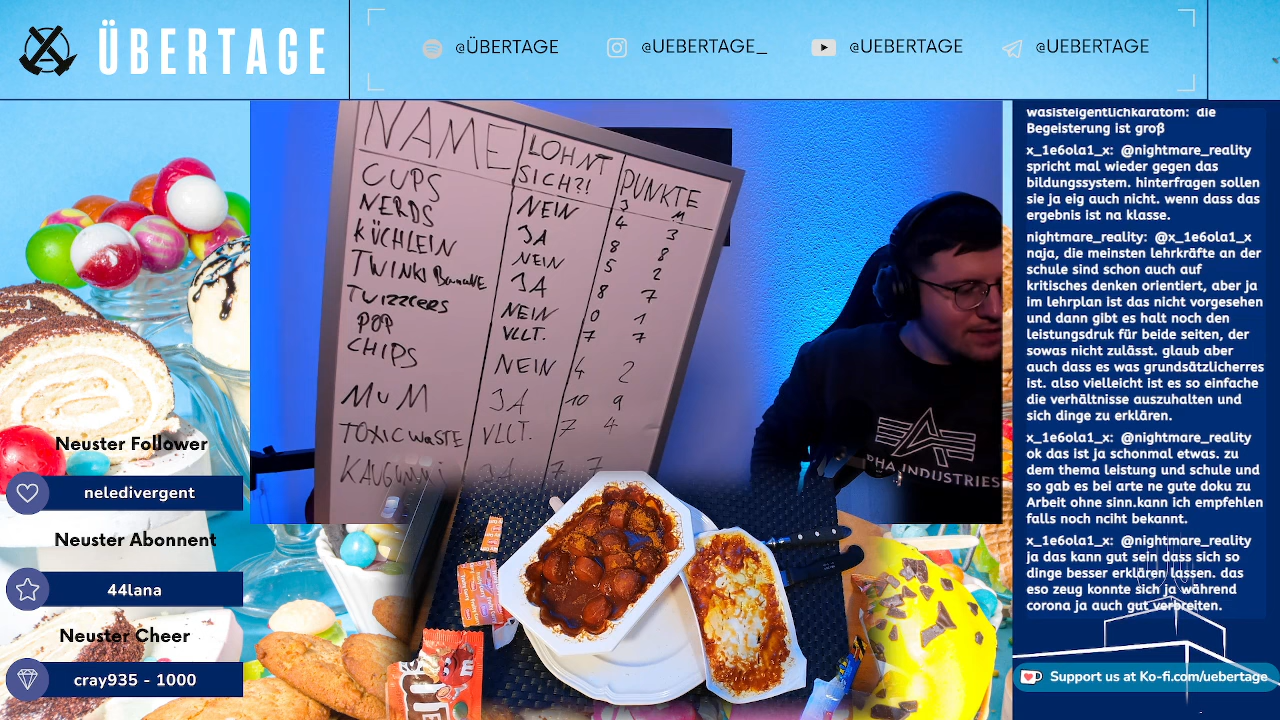 ÜBERTAGE
@ÜBERTAGE
@UEBERTAGE_
@UEBERTAGE
@UEBERTAGE
NAME LOHNT SICH?! PUNKTE
CUPS NEIN 3 M
NERDS JA 4 3
KÜCHLEIN NEIN 8 8
TWINKI Banane JA 5 2
TWIZZLERS NEIN 8 7
POP VLLT. 0 1
CHIPS NEIN 7 7
4 2
MUM JA 10 9
TOXIC WASTE VLLT. 7 4
KAUGUMMI JA 7 7
PHA INDUSTRIES
Neuster Follower
neledivergent
Neuster Abonnent
44lana
Neuster Cheer
cray935 - 1000
wasisteigentlichkaratom: die
Begeisterung ist groß
x_1e6ola1_x: @nightmare_reality
spricht mal wieder gegen das
bildungssystem. hinterfragen sollen
sie ja eig auch nicht. wenn dass das
ergebnis ist na klasse.
nightmare_reality: @x_1e6ola1_x
naja, die meinsten lehrkräfte an der
schule sind schon auch auf
kritisches denken orientiert, aber ja
im lehrplan ist das nicht vorgesehen
und dann gibt es halt noch den
leistungsdruk für beide seiten, der
sowas nicht zulässt. glaub aber
auch dass es was grundsätzlicherres
ist. also vielleicht ist es so einfache
die verhältnisse auszuhalten und
sich dinge zu erklären.
x_1e6ola1_x: @nightmare_reality
ok das ist ja schonmal etwas. zu
dem thema leistung und schule und
so gab es bei arte ne gute doku zu
Arbeit ohne sinn.kann ich empfehlen
falls noch nciht bekannt.
x_1e6ola1_x: @nightmare_reality
ja das kann gut sein dass sich so
dinge besser erklären lassen. das
eso zeug konnte sich ja während
corona ja auch gut verbreiten.
Support us at Ko-fi.com/uebertage